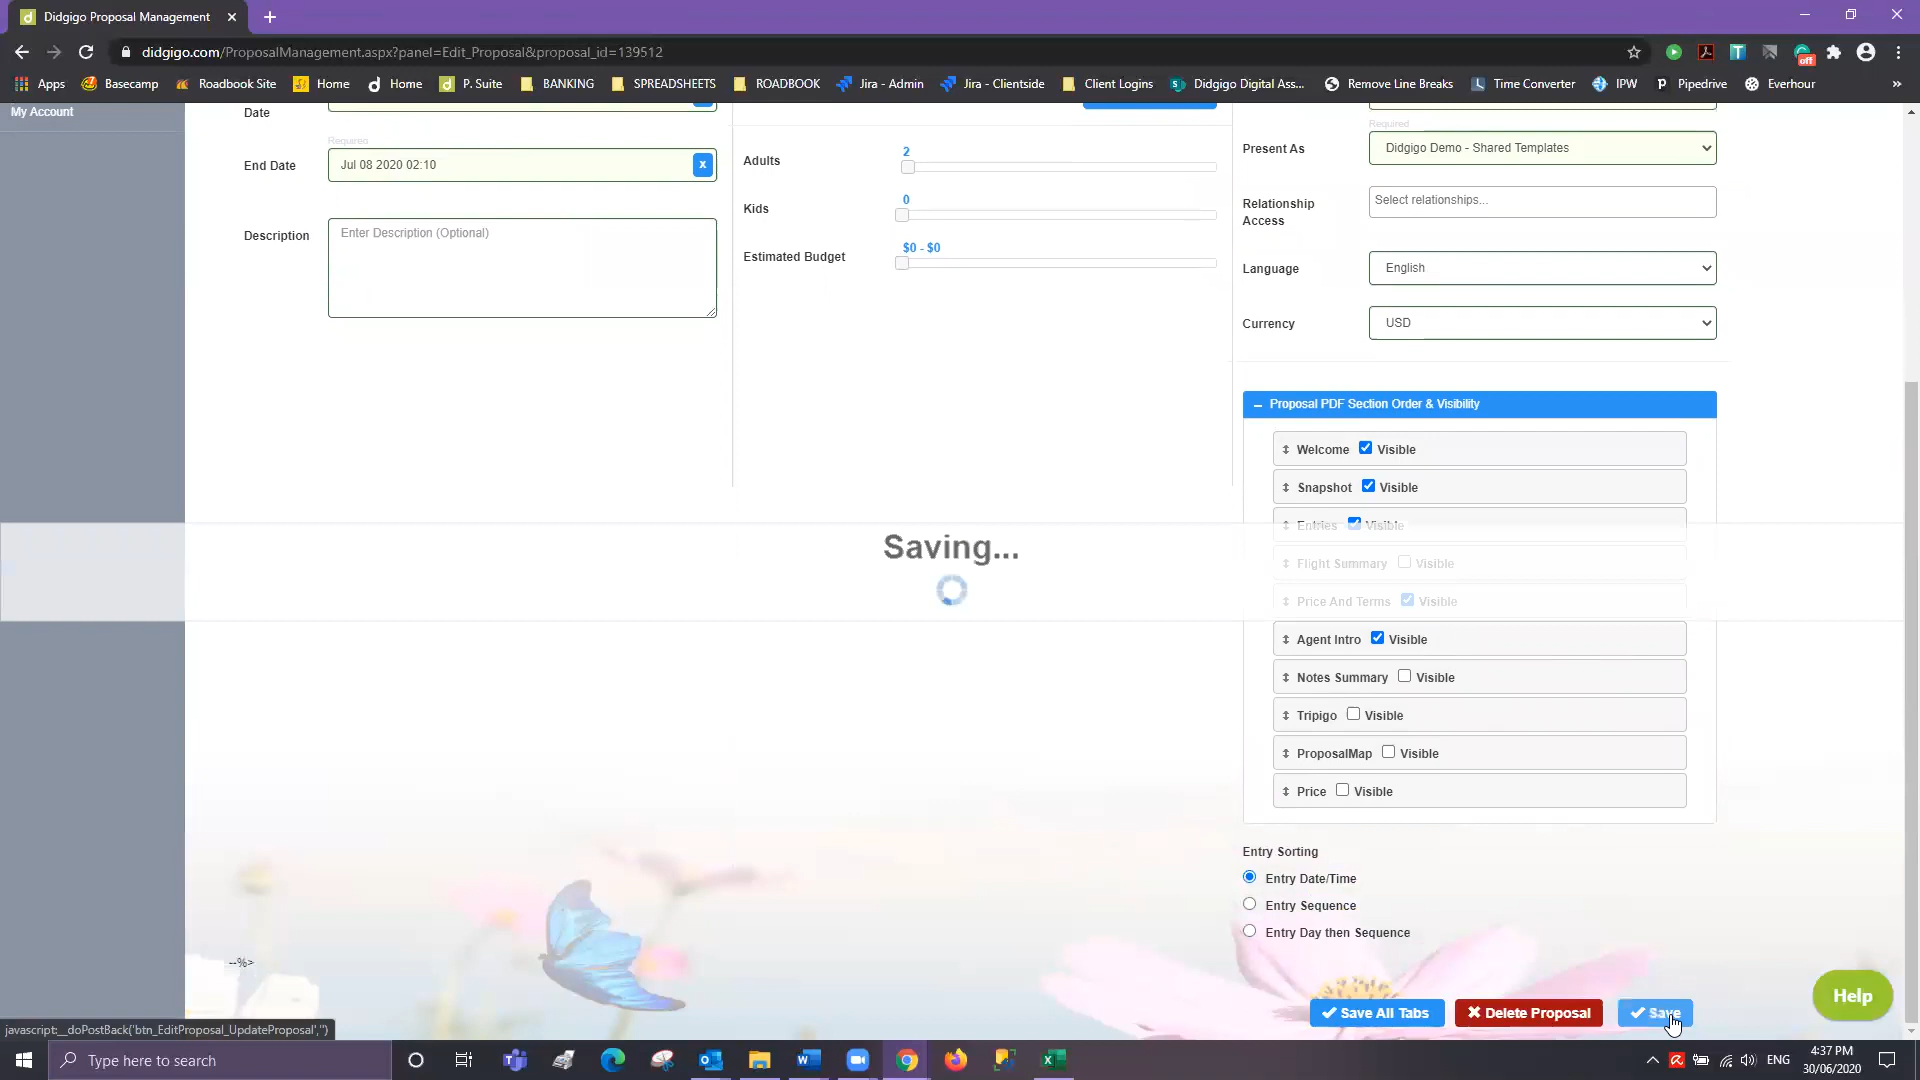 Didgigo Proposal Management
didgigo.com/ProposalManagement.aspx?panel=Edit_Proposal&proposal_id=139512
off
Apps Basecamp Roadbook Site Home Home P. Suite BANKING SPREADSHEETS ROADBOOK Jira - Admin Jira - Clientside Client Logins Didgigo Digital Ass... Remove Line Breaks Time Converter IPW Pipedrive Everhour »
My Account
Date
Required
End Date Jul 08 2020 02:10 x
Description Enter Description (Optional)
Adults 2
Kids 0
Estimated Budget $0 - $0
Required
Present As Didgigo Demo - Shared Templates
Relationship Access Select relationships...
Language English
Currency USD
Proposal PDF Section Order & Visibility
Welcome Visible
Snapshot Visible
Entries Visible
Flight Summary Visible
Price And Terms Visible
Agent Intro Visible
Notes Summary Visible
Tripigo Visible
ProposalMap Visible
Price Visible
Saving...
Entry Sorting
Entry Date/Time
Entry Sequence
Entry Day then Sequence
--%>
Save All Tabs Delete Proposal Save
Help
javascript:__doPostBack('btn_EditProposal_UpdateProposal','')
Type here to search
ENG 4:37 PM
30/06/2020